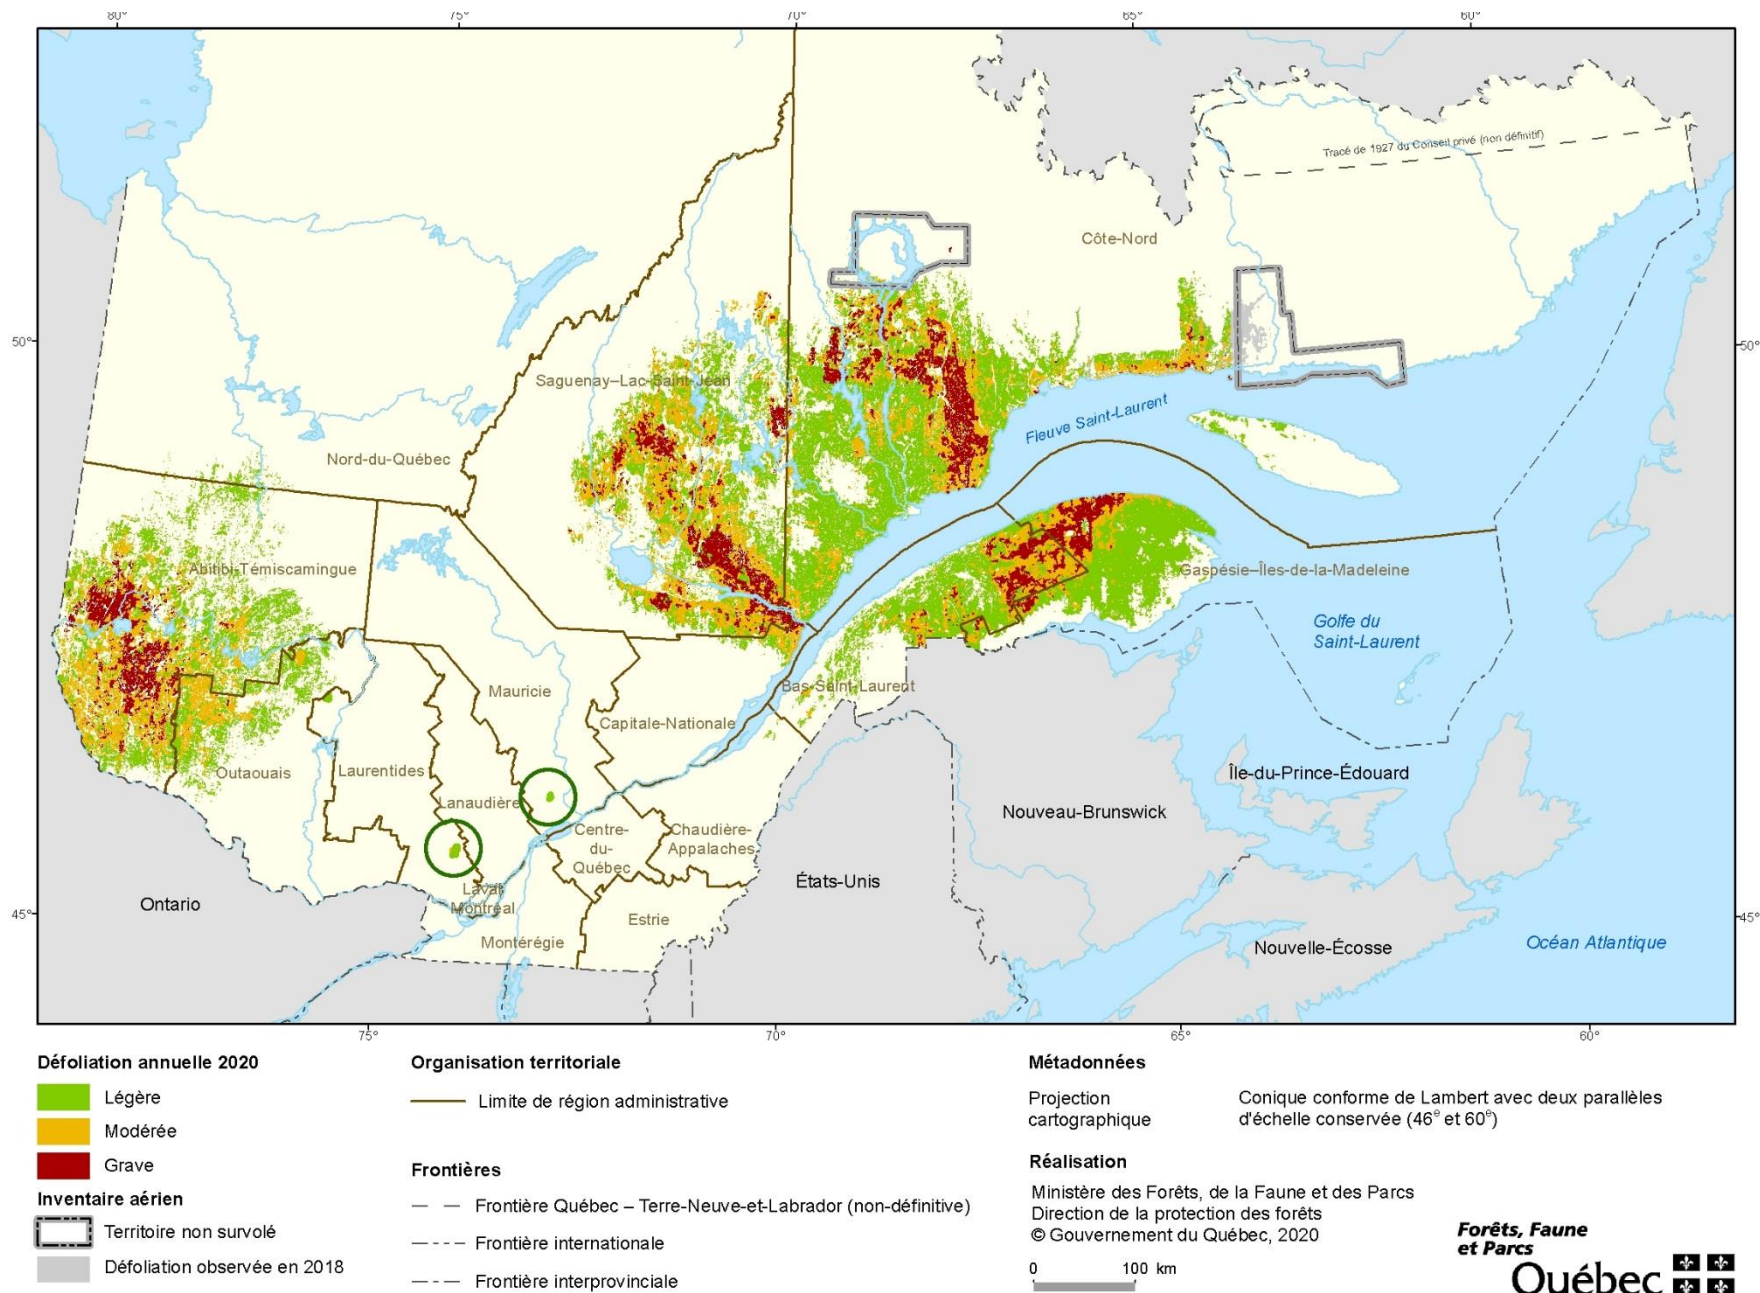 80° 75° 70° 65° 60°
Tracé de 1927 du Conseil privé (non définitif)
Côte-Nord
50° 50°
Saguenay–Lac-Saint-Jean
Fleuve Saint-Laurent
Nord-du-Québec
Abitibi-Témiscamingue
Gaspésie–Îles-de-la-Madeleine
Golfe du
Saint-Laurent
Mauricie
Bas-Saint-Laurent
Capitale-Nationale
Outaouais
Laurentides
Île-du-Prince-Édouard
Lanaudière
Nouveau-Brunswick
Centre-
du-
Québec
Chaudière-
Appalaches
États-Unis
Laval
Montréal
Ontario
45° 45°
Estrie
Montérégie
Nouvelle-Écosse
Océan Atlantique
75° 70° 65° 60°
Défoliation annuelle 2020
Légère
Modérée
Grave
Inventaire aérien
Territoire non survolé
Défoliation observée en 2018
Organisation territoriale
Limite de région administrative
Frontières
Frontière Québec – Terre-Neuve-et-Labrador (non-définitive)
Frontière internationale
Frontière interprovinciale
Métadonnées
Projection
cartographique
Conique conforme de Lambert avec deux parallèles
d'échelle conservée (46e et 60e)
Réalisation
Ministère des Forêts, de la Faune et des Parcs
Direction de la protection des forêts
© Gouvernement du Québec, 2020
0 100 km
Forêts, Faune
et Parcs
Québec